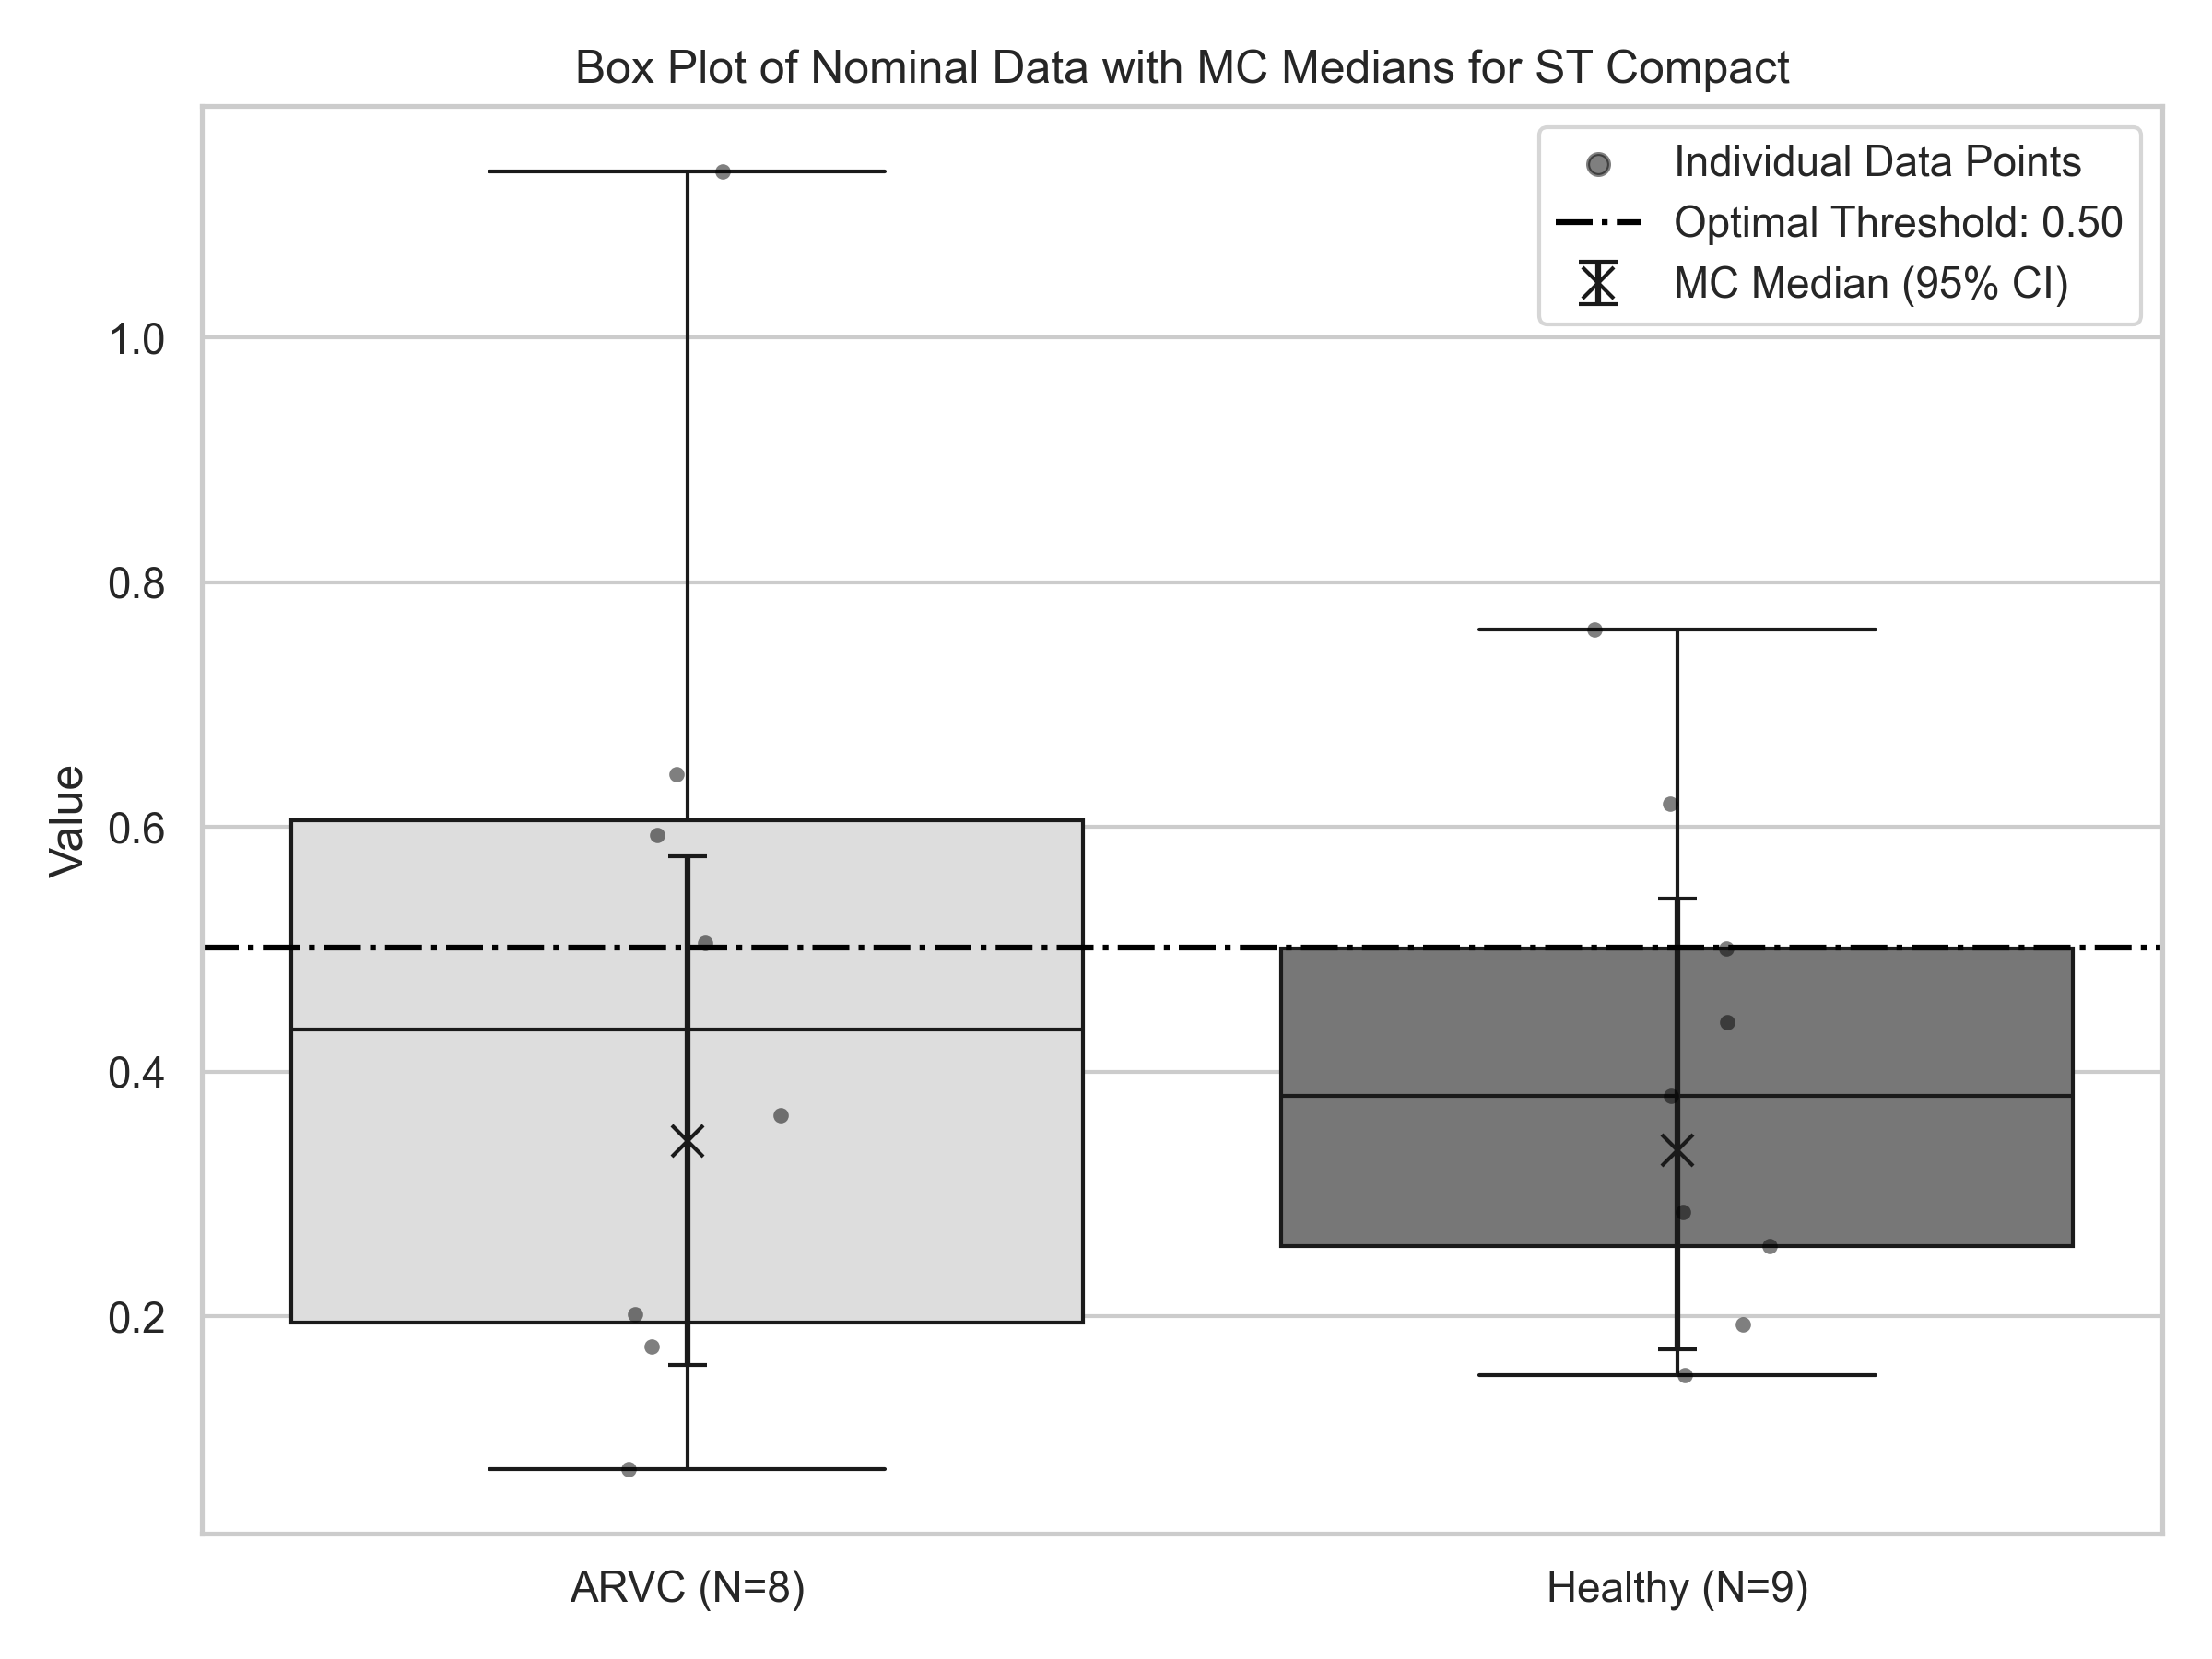 Box Plot of Nominal Data with MC Medians for ST Compact
Individual Data Points
Optimal Threshold: 0.50
MC Median (95% CI)
Value
1.0
0.8
0.6
0.4
0.2
ARVC (N=8)
Healthy (N=9)